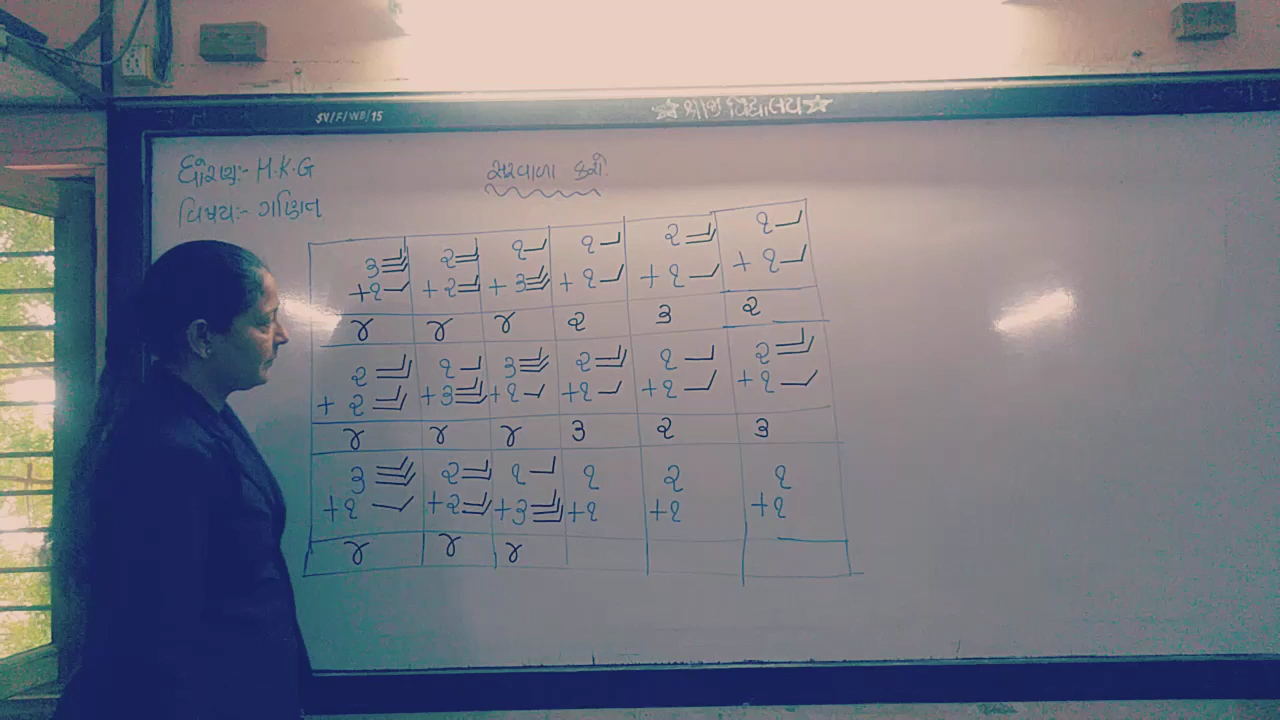 SV/F/WB/15
શ્રીજી વિદ્યાલય
ધોરણ:- H.K.G
સરવાળા કરો.
વિષય:- ગણિત
૩ ૨ ૧ ૧ ૨ ૧
+૧ +૨ +૩ +૧ +૧ +૧
૪ ૪ ૪ ૨ ૩ ૨
૨ ૧ ૩ ૨ ૧ ૨
+૨ +૩ +૧ +૧ +૧ +૧
૪ ૪ ૪ ૩ ૨ ૩
૩ ૨ ૧ ૧ ૨ ૧
+૧ +૨ +૩ +૧ +૧ +૧
૪ ૪ ૪